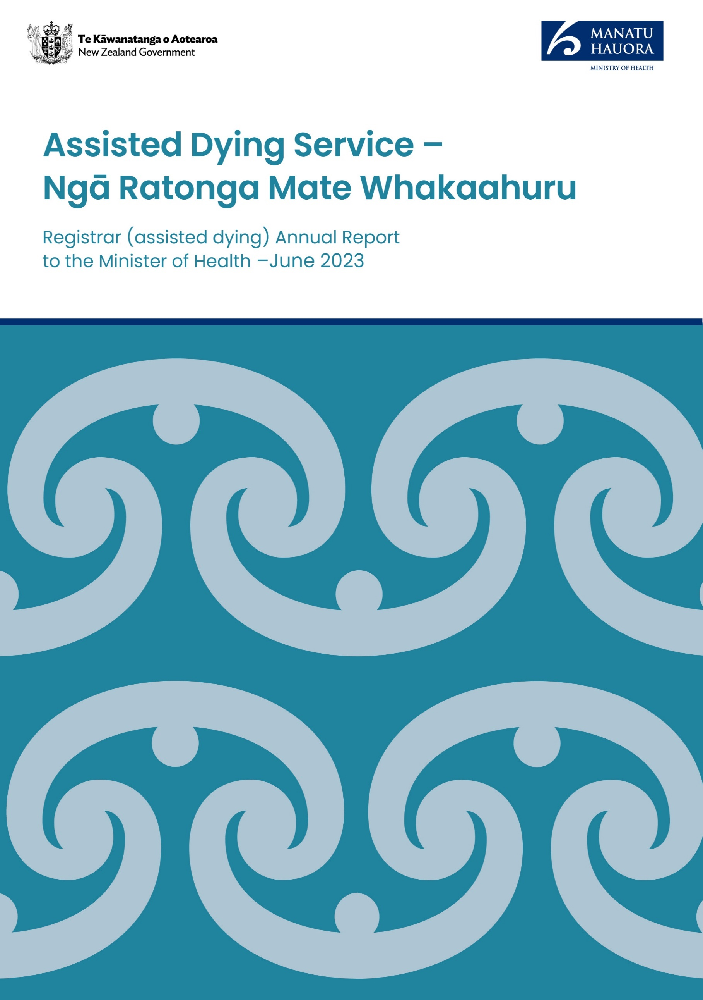 Te Kāwanatanga o Aotearoa
New Zealand Government
MANATŪ
HAUORA
MINISTRY OF HEALTH
Assisted Dying Service –
Ngā Ratonga Mate Whakaahuru
Registrar (assisted dying) Annual Report
to the Minister of Health –June 2023